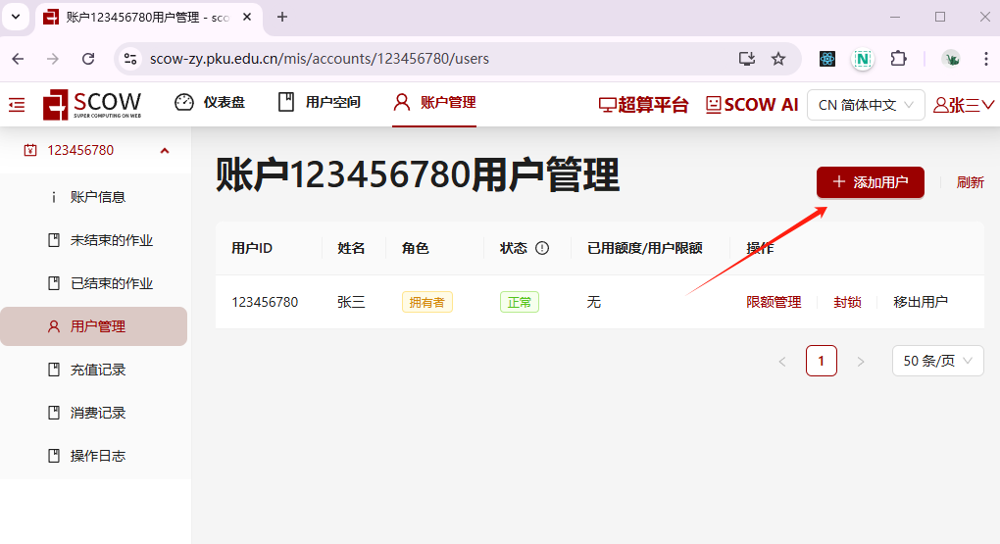 账户123456780用户管理 - sco
scow-zy.pku.edu.cn/mis/accounts/123456780/users
SCOW
SUPER COMPUTING ON WEB
仪表盘
用户空间
账户管理
超算平台
SCOW AI
CN 简体中文
张三
123456780
账户信息
未结束的作业
已结束的作业
用户管理
充值记录
消费记录
操作日志
账户123456780用户管理
添加用户
刷新
用户ID 姓名 角色 状态 已用额度/用户限额 操作
123456780 张三 拥有者 正常 无 限额管理 封锁 移出用户
1 50 条/页